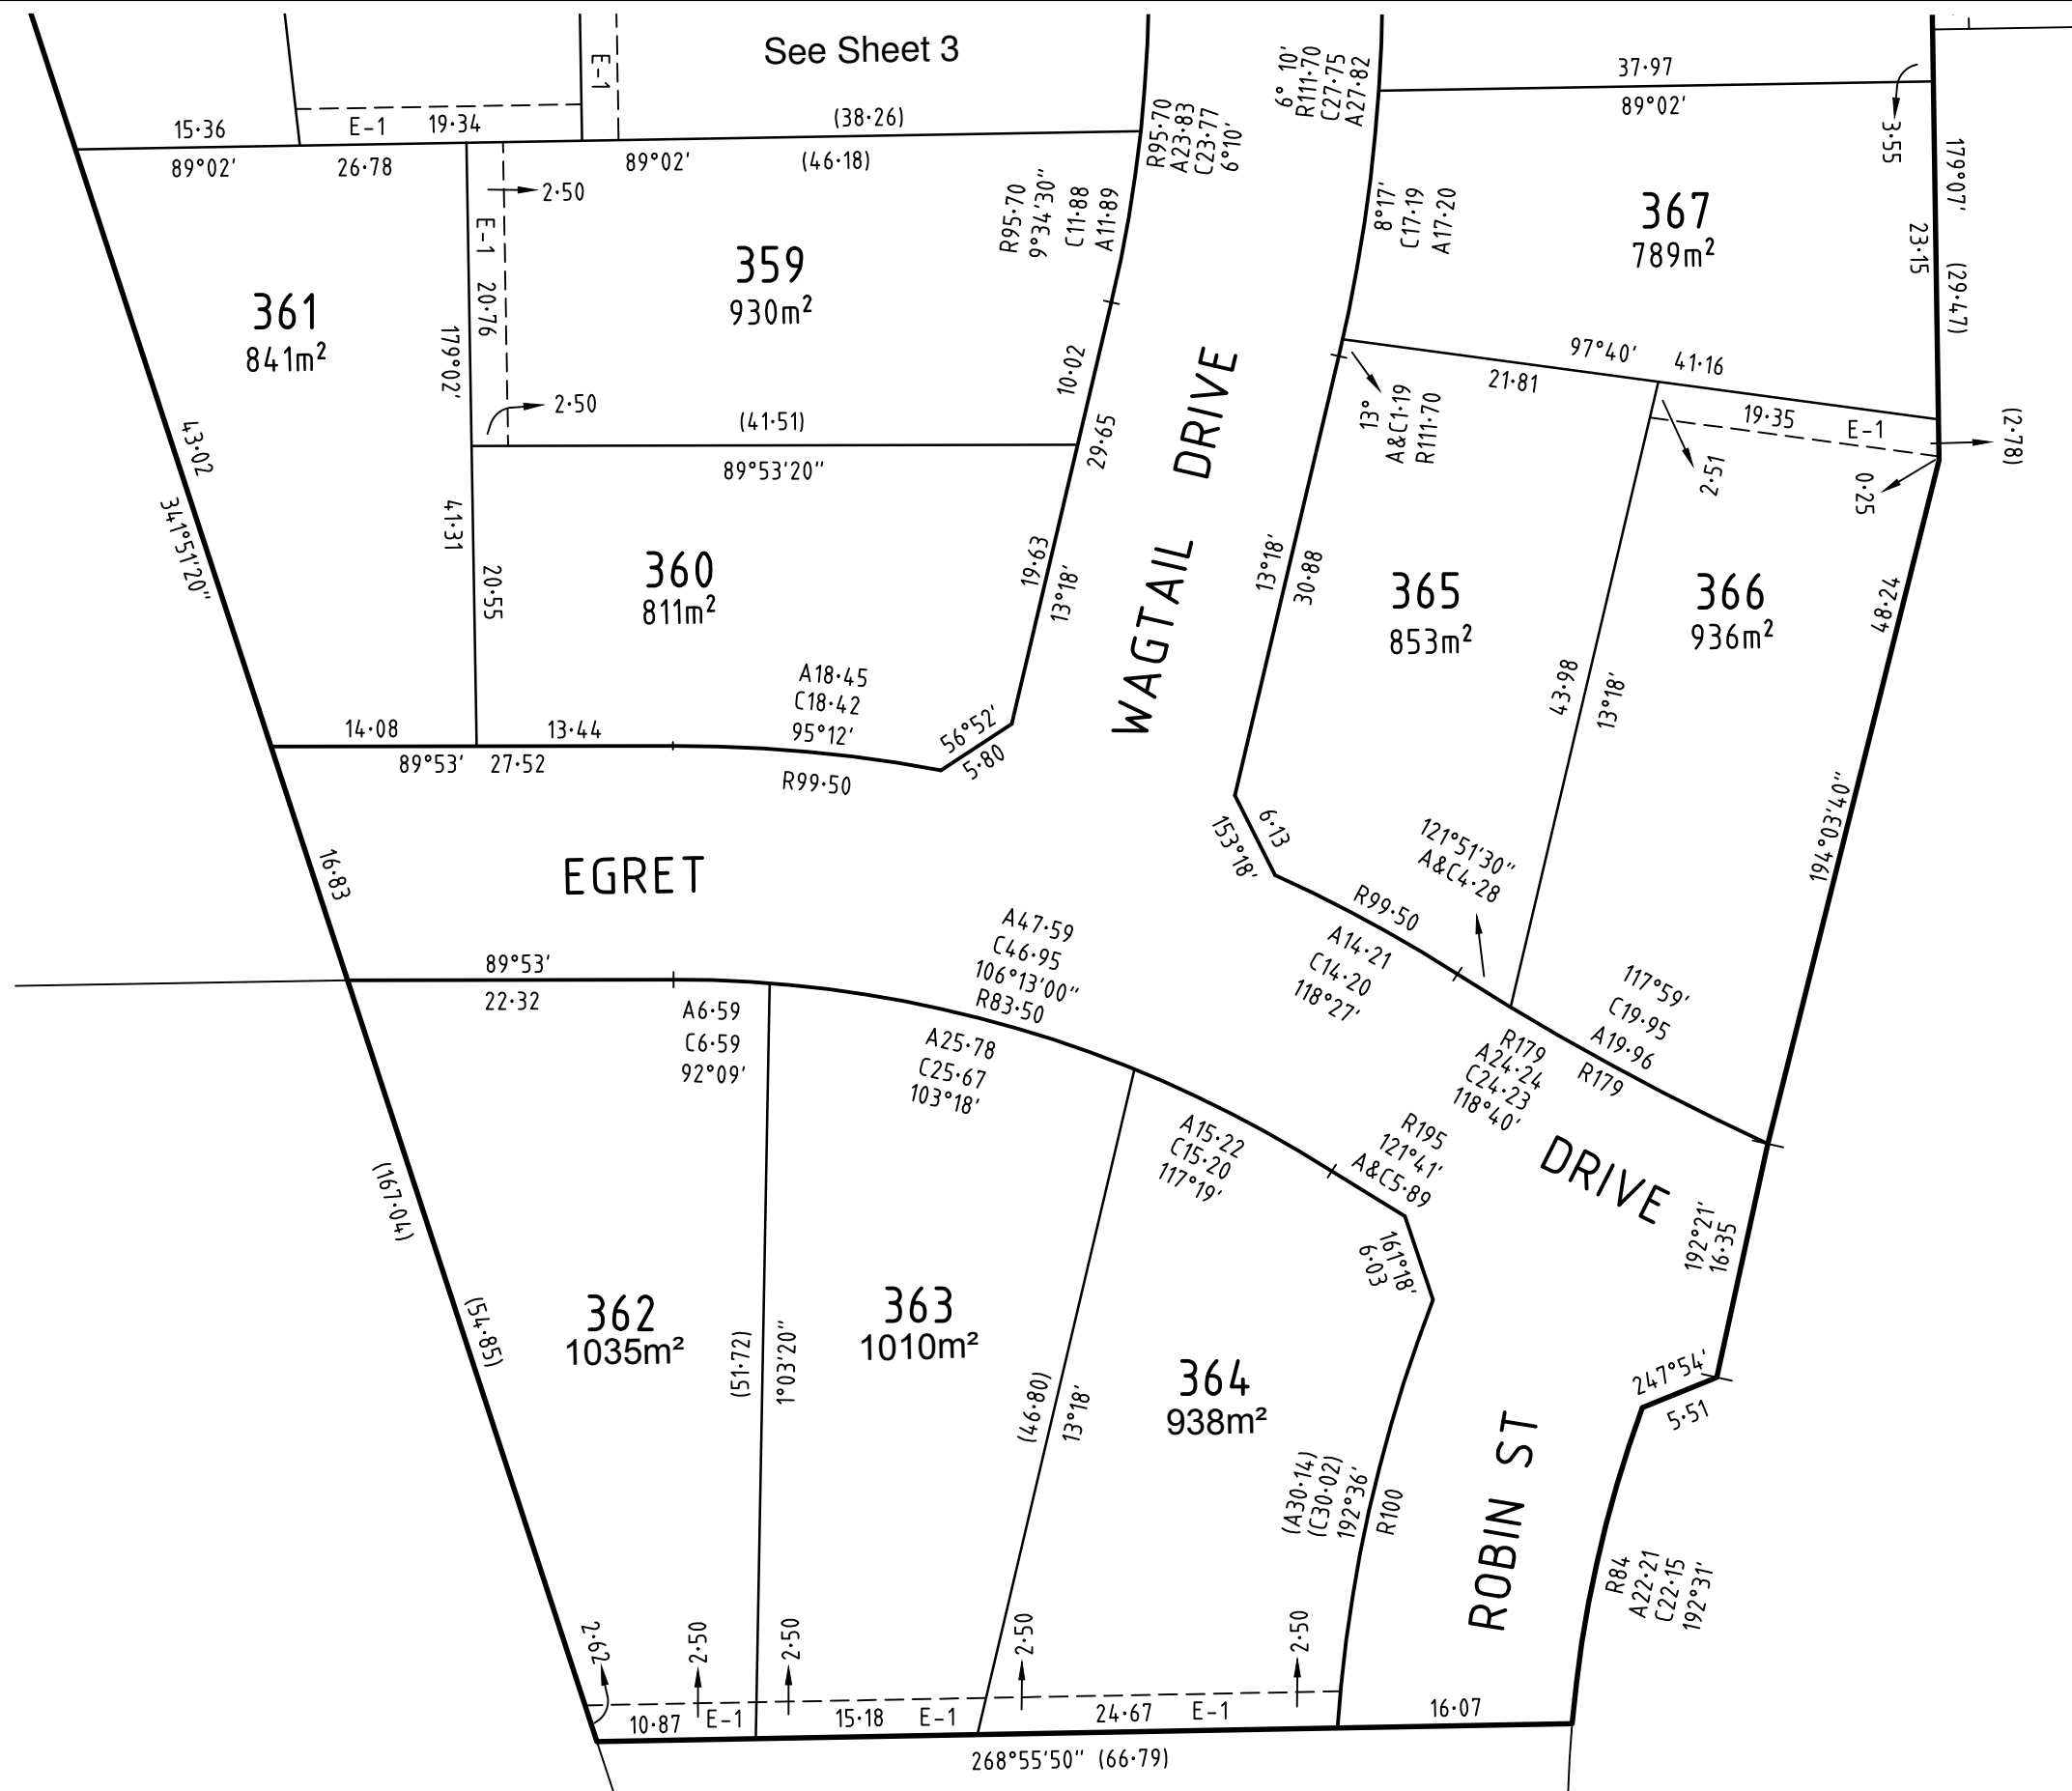 See Sheet 3
15·36
E-1
19·34
E-1
(38·26)
89°02'
26·78
89°02'
(46·18)
2·50
E-1
20·76
2·50
359
930m²
R95·70
9°34'30"
C11·88
A11·89
R95·70
A23·83
C23·77
6°10'
6° 10'
R111·70
C27·75
A27·82
37·97
89°02'
3·55
179°07'
23·15
(29·47)
367
789m²
8°17'
C17·19
A17·20
361
841m²
179°02'
41·31
43·02
341°51'20"
(41·51)
89°53'20"
10·02
29·65
97°40'
41·16
21·81
19·35
E-1
(2·78)
0·25
2·51
13°
A&C1·19
R111·70
360
811m²
20·55
19·63
13°18'
WAGTAIL DRIVE
13°18'
30·88
365
853m²
366
936m²
43·98
13°18'
48·24
194°03'40"
A18·45
C18·42
95°12'
R99·50
56°52'
5·80
14·08
13·44
89°53'
27·52
16·83
EGRET
6·13
153°18'
121°51'30"
A&C4·28
R99·50
A14·21
C14·20
118°27'
117°59'
C19·95
A19·96
R179
R179
A24·24
C24·23
118°40'
89°53'
22·32
A6·59
C6·59
92°09'
A47·59
C46·95
106°13'00"
R83·50
A25·78
C25·67
103°18'
A15·22
C15·20
117°19'
R195
121°41'
A&C5·89
DRIVE
161°18'
6·03
192°21'
16·35
247°54'
5·51
(167·04)
(54·85)
362
1035m²
(51·72)
1°03'20"
363
1010m²
(46·80)
13°18'
364
938m²
(A30·14)
(C30·02)
192°36'
R100
ROBIN ST
R84
A22·21
C22·15
192°31'
2·62
2·50
2·50
2·50
2·50
10·87
E-1
15·18
E-1
24·67
E-1
16·07
268°55'50" (66·79)